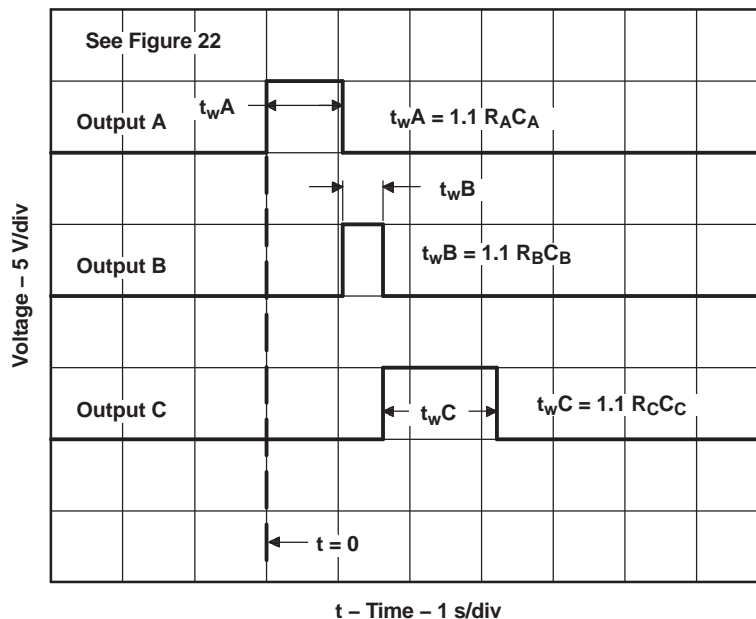 See Figure 22
twA
Output A
twA = 1.1 RACA
twB
Output B
twB = 1.1 RBCB
Output C
twC
twC = 1.1 RCCC
t = 0
Voltage – 5 V/div
t – Time – 1 s/div